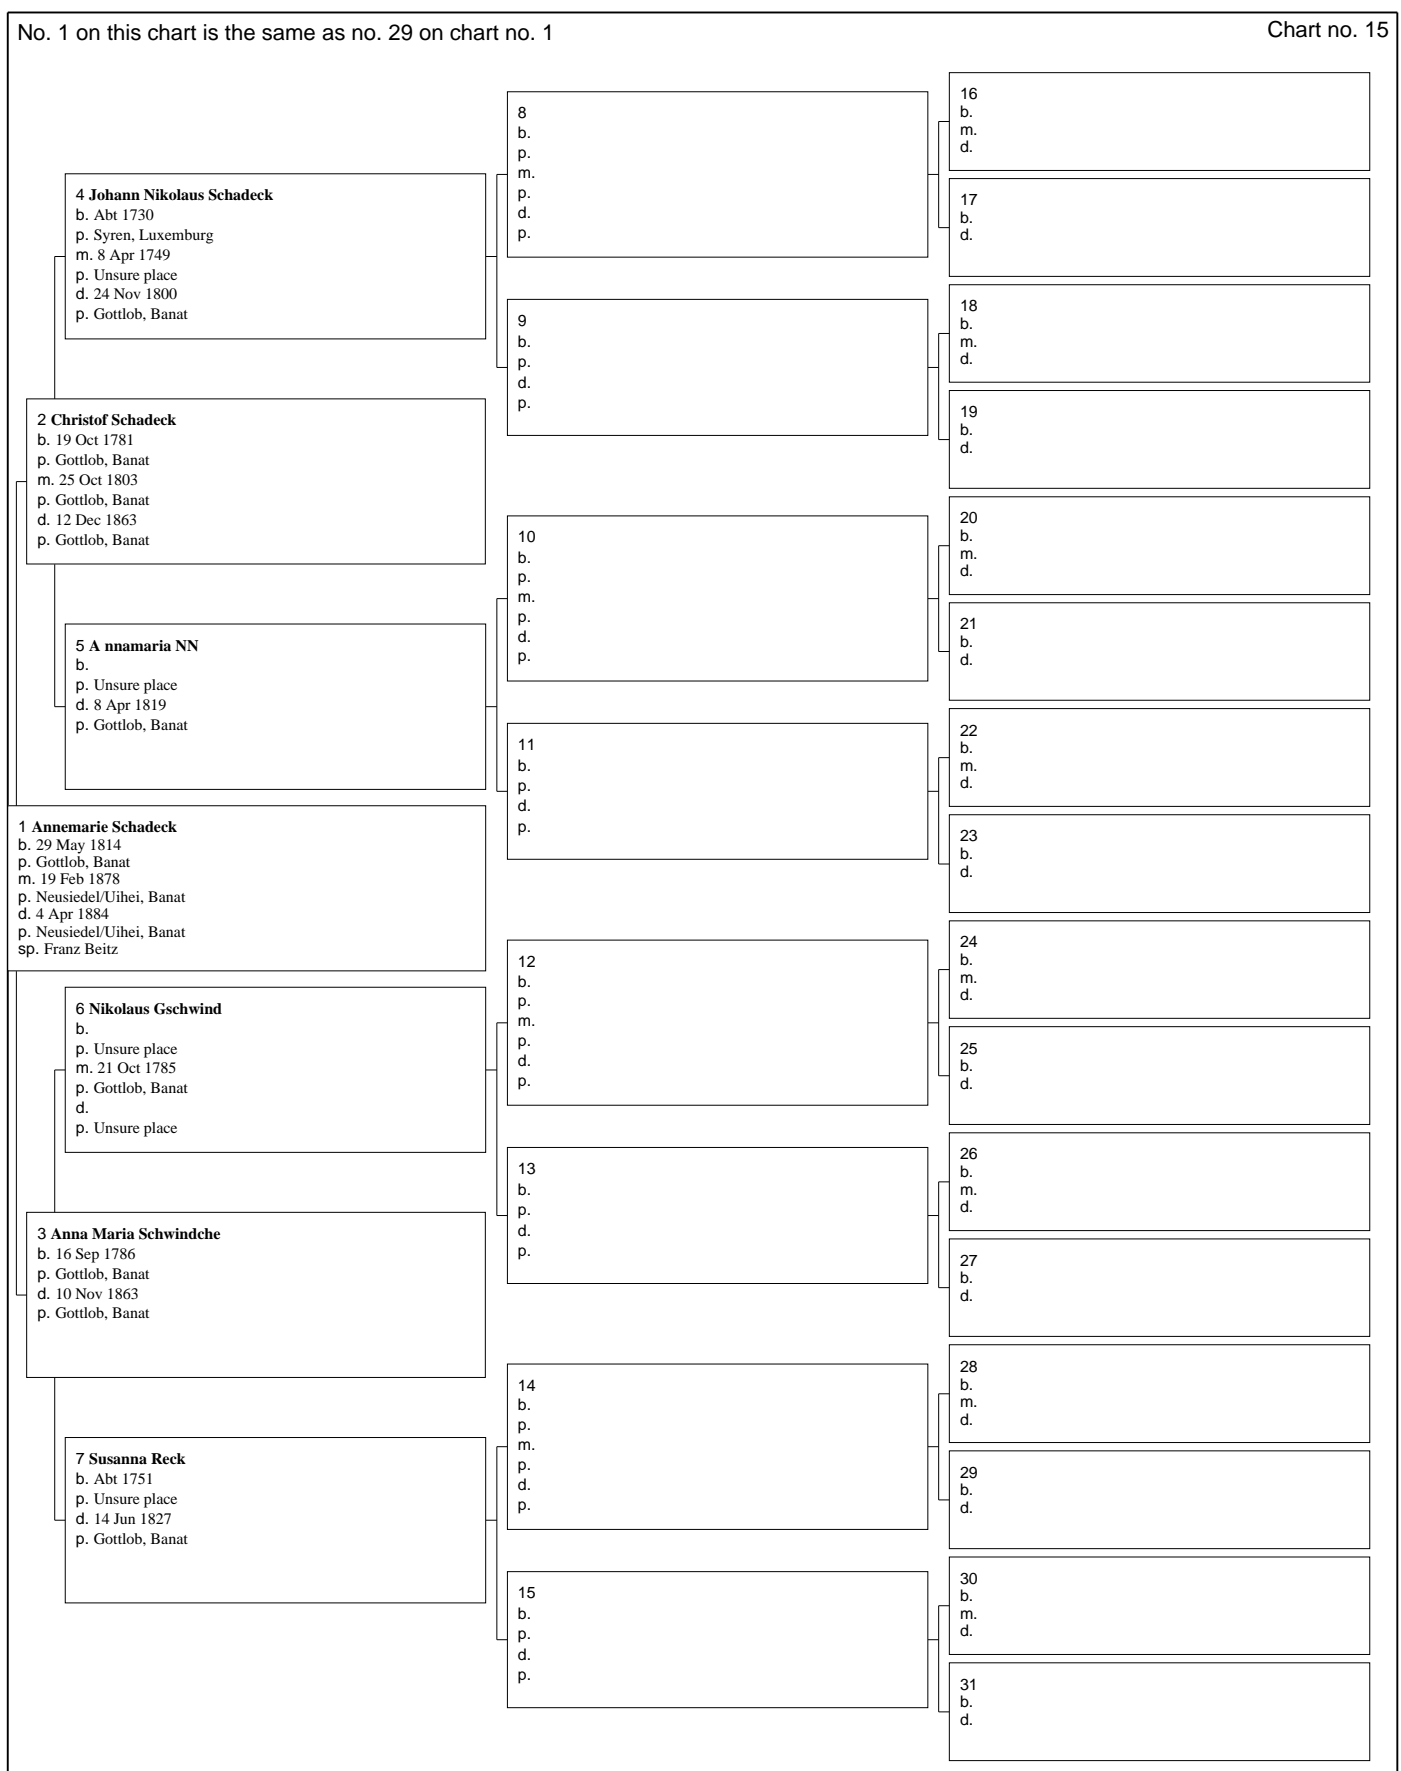 No. 1 on this chart is the same as no. 29 on chart no. 1
Chart no. 15
4 Johann Nikolaus Schadeck
b. Abt 1730
p. Syren, Luxemburg
m. 8 Apr 1749
p. Unsure place
d. 24 Nov 1800
p. Gottlob, Banat
2 Christof Schadeck
b. 19 Oct 1781
p. Gottlob, Banat
m. 25 Oct 1803
p. Gottlob, Banat
d. 12 Dec 1863
p. Gottlob, Banat
5 A nnamaria NN
b.
p. Unsure place
d. 8 Apr 1819
p. Gottlob, Banat
1 Annemarie Schadeck
b. 29 May 1814
p. Gottlob, Banat
m. 19 Feb 1878
p. Neusiedel/Uihei, Banat
d. 4 Apr 1884
p. Neusiedel/Uihei, Banat
sp. Franz Beitz
6 Nikolaus Gschwind
b.
p. Unsure place
m. 21 Oct 1785
p. Gottlob, Banat
d.
p. Unsure place
3 Anna Maria Schwindche
b. 16 Sep 1786
p. Gottlob, Banat
d. 10 Nov 1863
p. Gottlob, Banat
7 Susanna Reck
b. Abt 1751
p. Unsure place
d. 14 Jun 1827
p. Gottlob, Banat
8
b.
p.
m.
p.
d.
p.
9
b.
p.
d.
p.
10
b.
p.
m.
p.
d.
p.
11
b.
p.
d.
p.
12
b.
p.
m.
p.
d.
p.
13
b.
p.
d.
p.
14
b.
p.
m.
p.
d.
p.
15
b.
p.
d.
p.
16
b.
m.
d.
17
b.
d.
18
b.
m.
d.
19
b.
d.
20
b.
m.
d.
21
b.
d.
22
b.
m.
d.
23
b.
d.
24
b.
m.
d.
25
b.
d.
26
b.
m.
d.
27
b.
d.
28
b.
m.
d.
29
b.
d.
30
b.
m.
d.
31
b.
d.